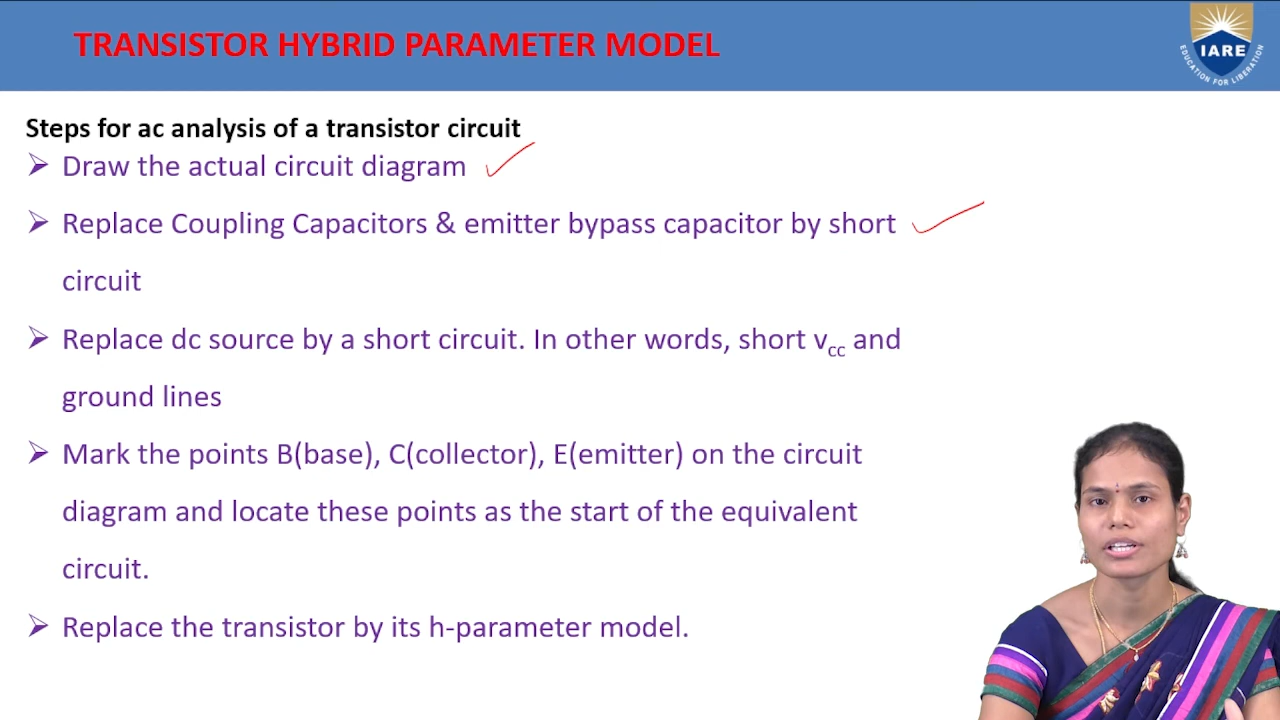 TRANSISTOR HYBRID PARAMETER MODEL
IARE
EDUCATION FOR LIBERATION
Steps for ac analysis of a transistor circuit
➢ Draw the actual circuit diagram
➢ Replace Coupling Capacitors & emitter bypass capacitor by short
circuit
➢ Replace dc source by a short circuit. In other words, short vcc and
ground lines
➢ Mark the points B(base), C(collector), E(emitter) on the circuit
diagram and locate these points as the start of the equivalent
circuit.
➢ Replace the transistor by its h-parameter model.